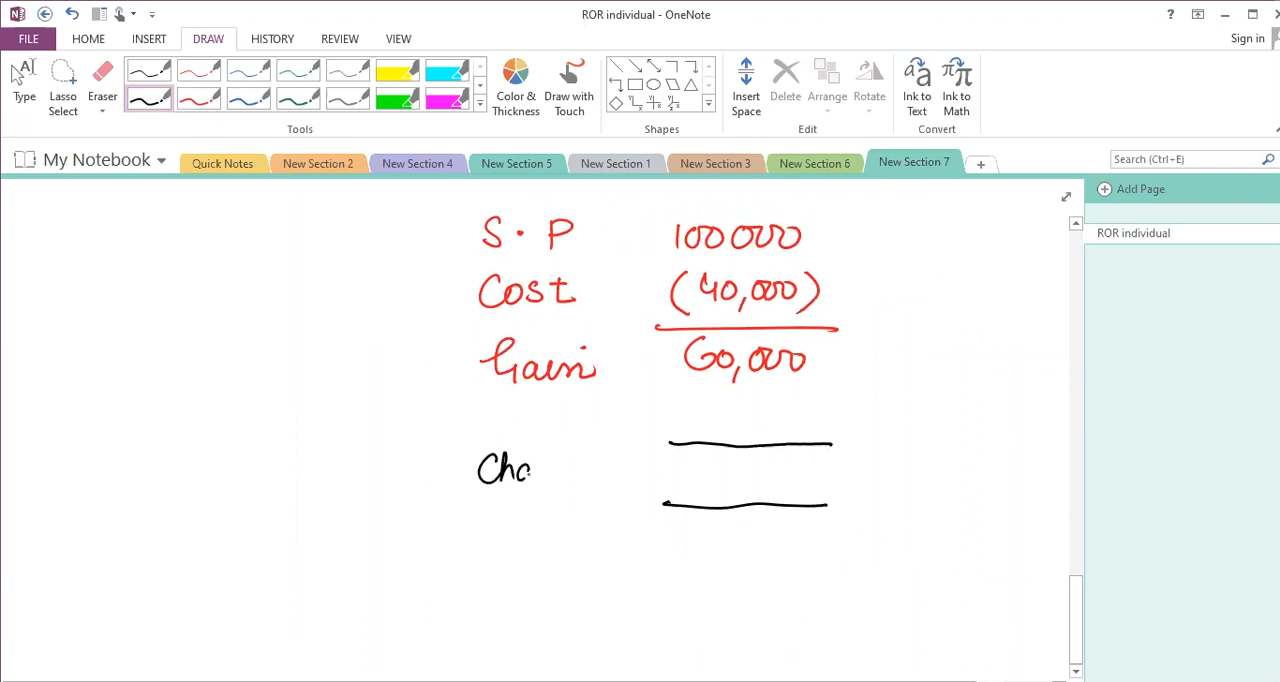 ROR individual - OneNote
?
Sign in
FILE HOME INSERT DRAW HISTORY REVIEW VIEW
Type
Lasso Select
Eraser
Color & Thickness
Draw with Touch
Insert Space
Delete
Arrange
Rotate
Ink to Text
Ink to Math
Tools
Shapes
Edit
Convert
My Notebook
Quick Notes
New Section 2
New Section 4
New Section 5
New Section 1
New Section 3
New Section 6
New Section 7
Search (Ctrl+E)
Add Page
ROR individual
S. P 100000
Cost (40,000)
Gain 60,000
Cha